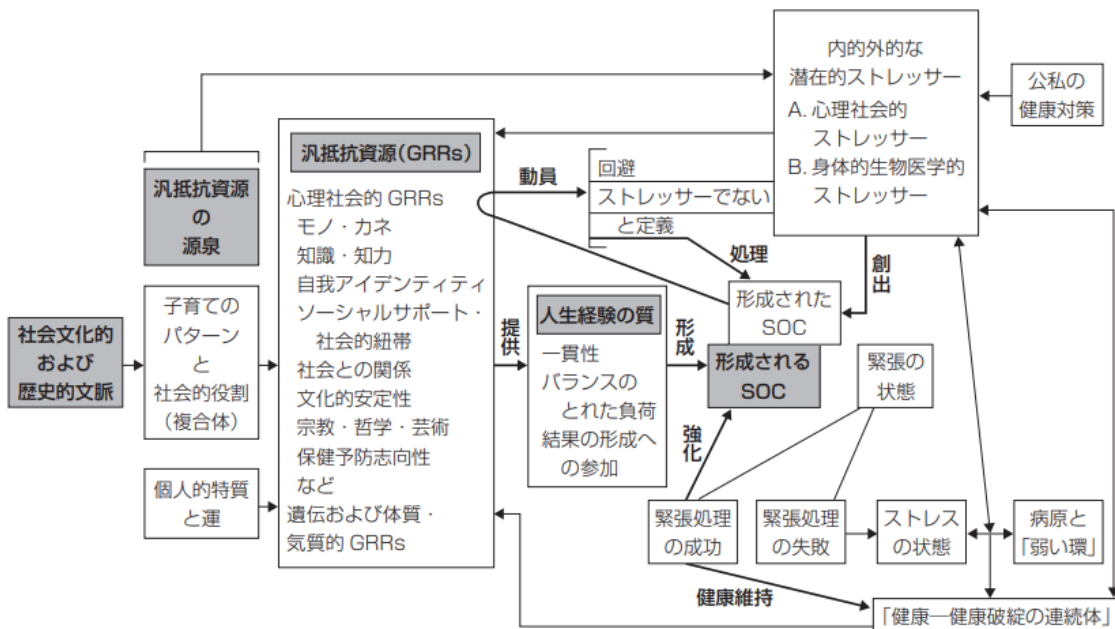 社会文化的
および
歴史的文脈
汎抵抗資源
の
源泉
子育ての
パターン
と
社会的役割
(複合体)
個人的特質
と運
汎抵抗資源(GRRs)
心理社会的 GRRs
モノ・カネ
知識・知力
自我アイデンティティ
ソーシャルサポート・
社会的紐帯
社会との関係
文化的安定性
宗教・哲学・芸術
保健予防志向性
など
遺伝および体質・
気質的 GRRs
提供
人生経験の質
一貫性
バランスの
とれた負荷
結果の形成へ
の参加
形成
動員
回避
ストレッサーでない
と定義
処理
形成された
SOC
形成される
SOC
内的外的な
潜在的ストレッサー
A. 心理社会的
ストレッサー
B. 身体的生物医学的
ストレッサー
公私の
健康対策
創出
緊張の
状態
強化
緊張処理
の成功
緊張処理
の失敗
ストレス
の状態
病原と
「弱い環」
健康維持
「健康―健康破綻の連続体」